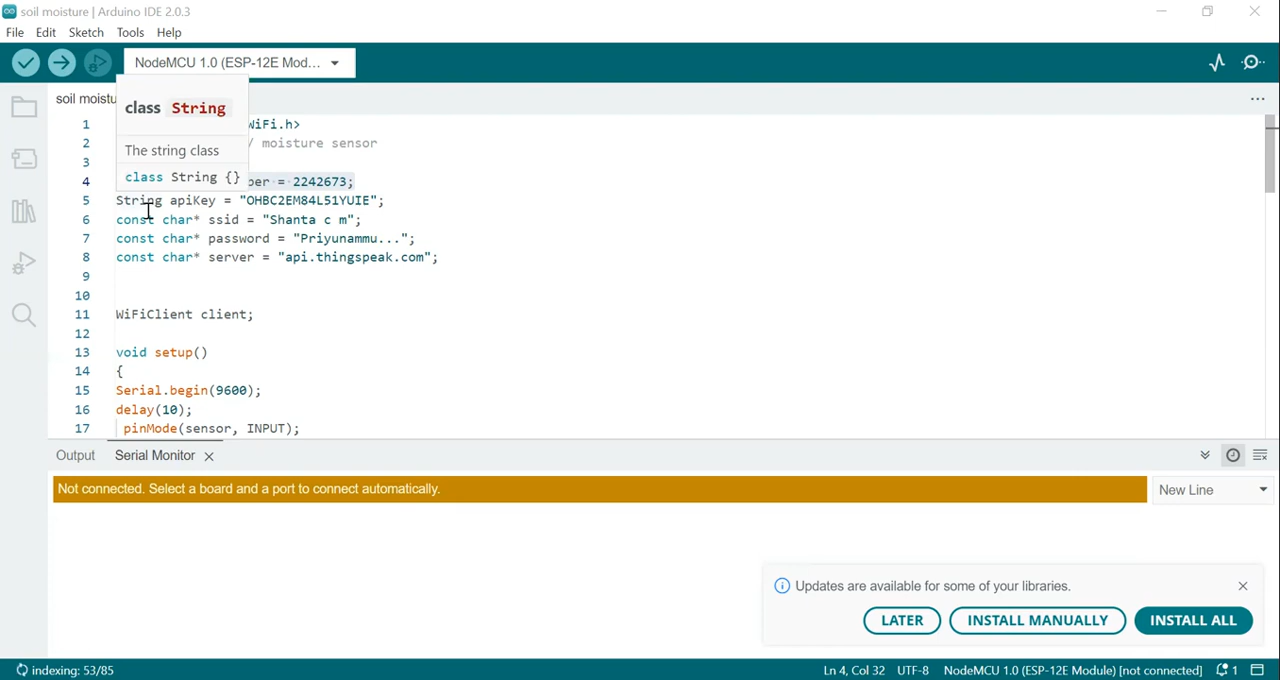 soil moisture | Arduino IDE 2.0.3
File Edit Sketch Tools Help
NodeMCU 1.0 (ESP-12E Mod...
soil moistu
class String
The string class
class String {}
1 WiFi.h>
2 / moisture sensor
3
4 ber = 2242673;
5 String apiKey = "OHBC2EM84L51YUIE";
6 const char* ssid = "Shanta c m";
7 const char* password = "Priyunammu...";
8 const char* server = "api.thingspeak.com";
9
10
11 WiFiClient client;
12
13 void setup()
14 {
15 Serial.begin(9600);
16 delay(10);
17 pinMode(sensor, INPUT);
Output Serial Monitor
Not connected. Select a board and a port to connect automatically.
New Line
Updates are available for some of your libraries.
LATER INSTALL MANUALLY INSTALL ALL
indexing: 53/85 Ln 4, Col 32 UTF-8 NodeMCU 1.0 (ESP-12E Module) [not connected] 1